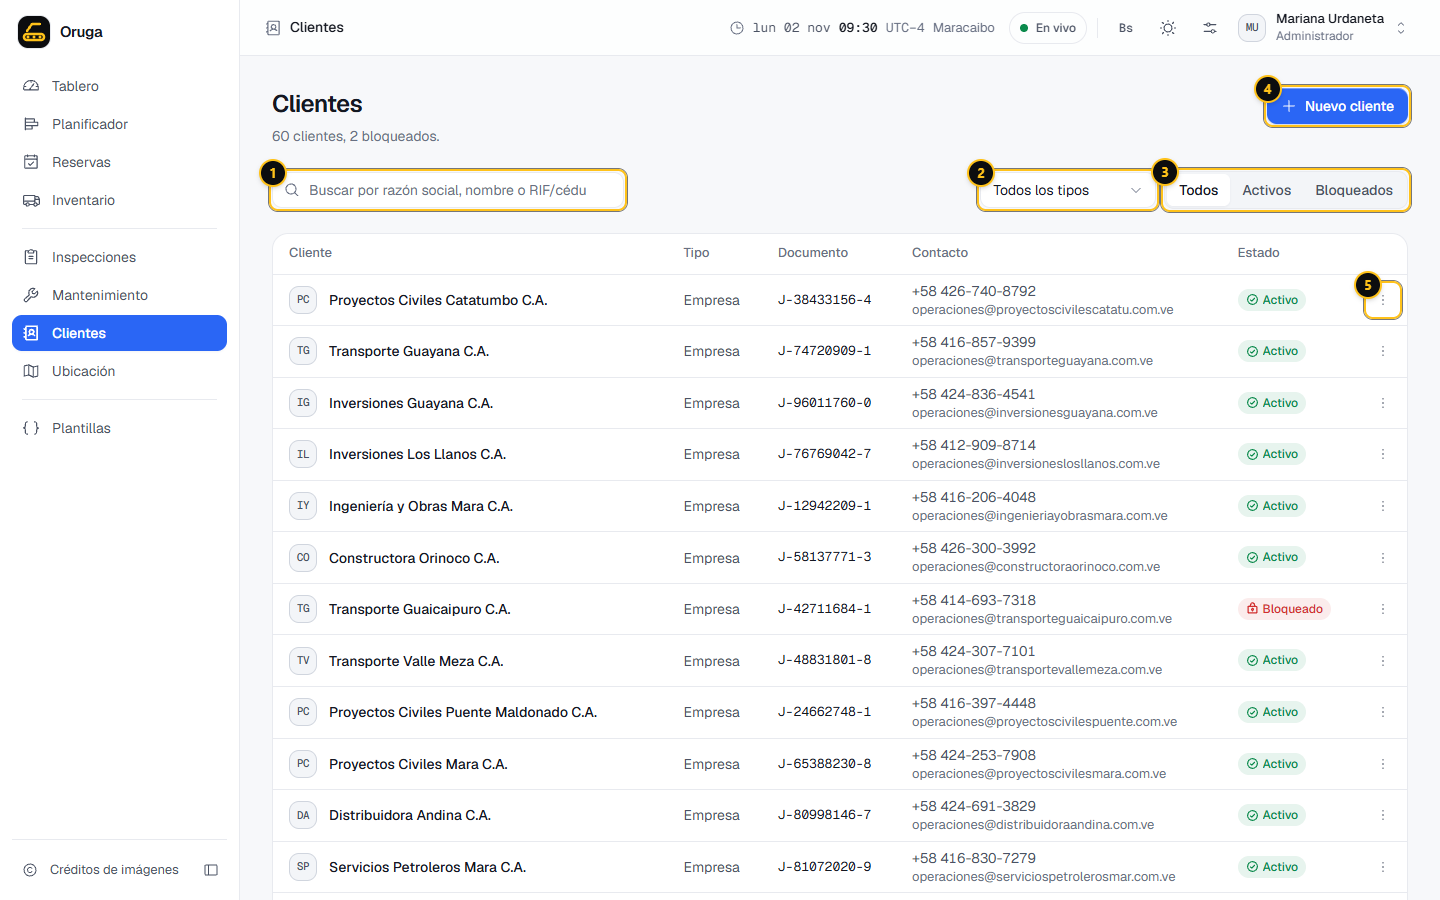 Oruga
Clientes
lun 02 nov 09:30 UTC-4 Maracaibo
En vivo
Bs
MU
Mariana Urdaneta
Administrador
Tablero
Planificador
Reservas
Inventario
Inspecciones
Mantenimiento
Clientes
Ubicación
Plantillas
Créditos de imágenes
Clientes
60 clientes, 2 bloqueados.
4
+ Nuevo cliente
1
Buscar por razón social, nombre o RIF/cédu
2
Todos los tipos
3
Todos Activos Bloqueados
Cliente Tipo Documento Contacto Estado
5
PC Proyectos Civiles Catatumbo C.A. Empresa J-38433156-4 +58 426-740-8792 Activo
operaciones@proyectoscivilescatatu.com.ve
TG Transporte Guayana C.A. Empresa J-74720909-1 +58 416-857-9399 Activo
operaciones@transporteguayana.com.ve
IG Inversiones Guayana C.A. Empresa J-96011760-0 +58 424-836-4541 Activo
operaciones@inversionesguayana.com.ve
IL Inversiones Los Llanos C.A. Empresa J-76769042-7 +58 412-909-8714 Activo
operaciones@inversioneslosllanos.com.ve
IY Ingeniería y Obras Mara C.A. Empresa J-12942209-1 +58 416-206-4048 Activo
operaciones@ingenieriayobrasmara.com.ve
CO Constructora Orinoco C.A. Empresa J-58137771-3 +58 426-300-3992 Activo
operaciones@constructoraorinoco.com.ve
TG Transporte Guaicaipuro C.A. Empresa J-42711684-1 +58 414-693-7318 Bloqueado
operaciones@transporteguaicaipuro.com.ve
TV Transporte Valle Meza C.A. Empresa J-48831801-8 +58 424-307-7101 Activo
operaciones@transportevallemeza.com.ve
PC Proyectos Civiles Puente Maldonado C.A. Empresa J-24662748-1 +58 416-397-4448 Activo
operaciones@proyectoscivilespuente.com.ve
PC Proyectos Civiles Mara C.A. Empresa J-65388230-8 +58 424-253-7908 Activo
operaciones@proyectoscivilesmara.com.ve
DA Distribuidora Andina C.A. Empresa J-80998146-7 +58 424-691-3829 Activo
operaciones@distribuidoraandina.com.ve
SP Servicios Petroleros Mara C.A. Empresa J-81072020-9 +58 416-830-7279 Activo
operaciones@serviciospetrolerosmar.com.ve